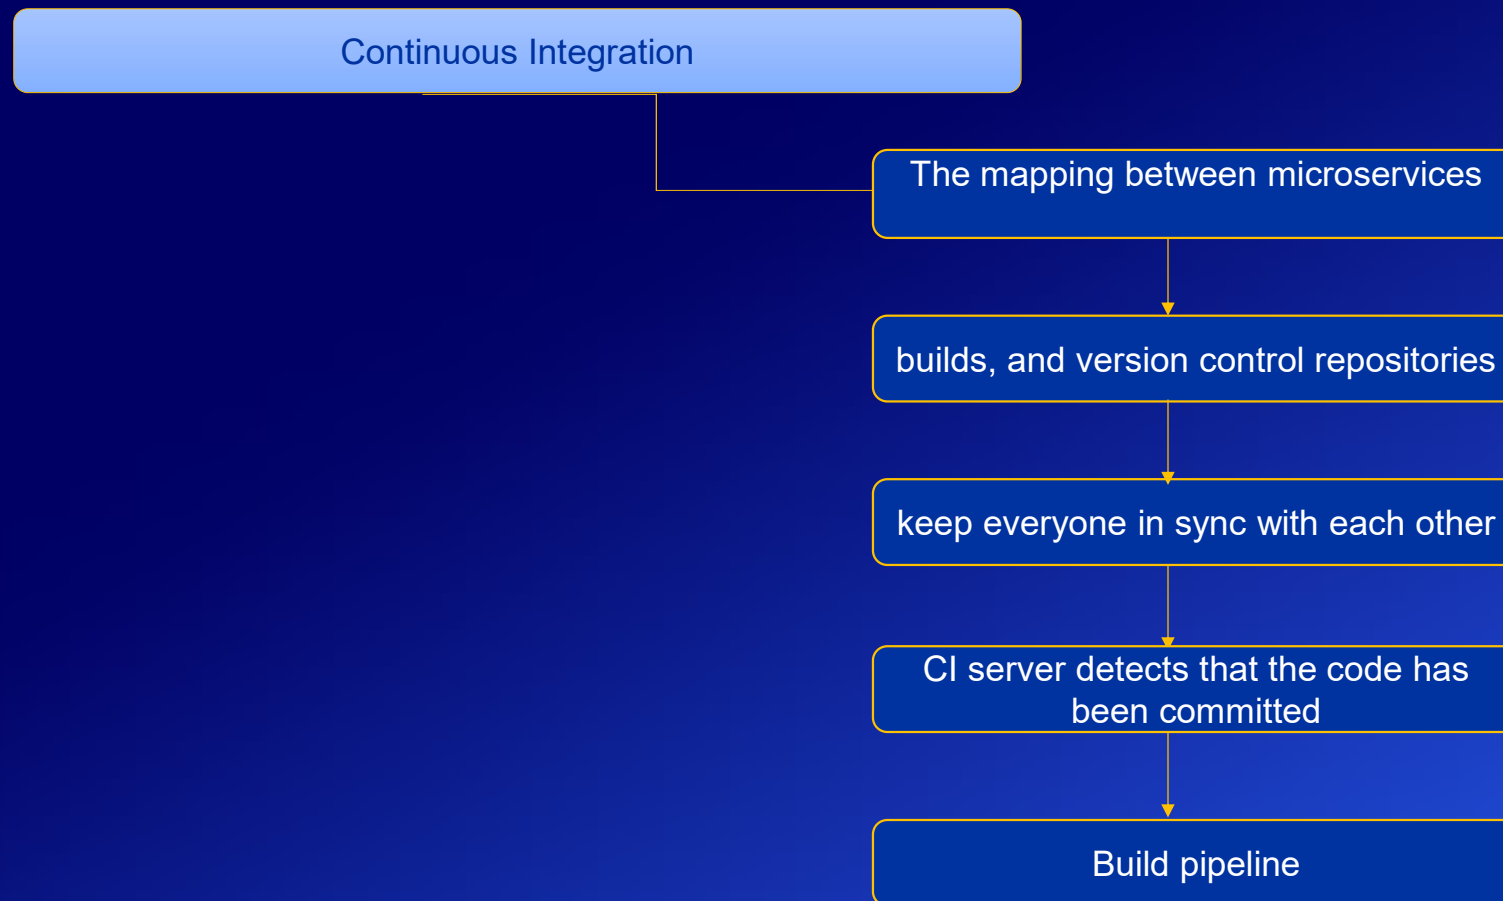 Continuous Integration
The mapping between microservices
builds, and version control repositories
keep everyone in sync with each other
CI server detects that the code has
been committed
Build pipeline